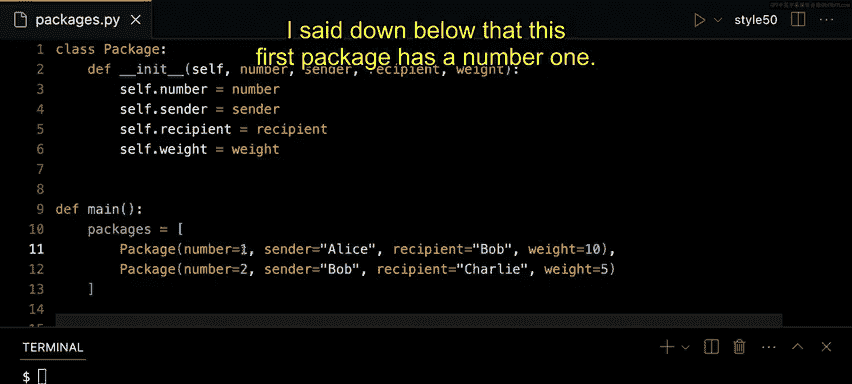 packages.py
style50
I said down below that this
first package has a number one.
1 class Package:
2 def __init__(self, number, sender, recipient, weight):
3 self.number = number
4 self.sender = sender
5 self.recipient = recipient
6 self.weight = weight
7
8
9 def main():
10 packages = [
11 Package(number=1, sender="Alice", recipient="Bob", weight=10),
12 Package(number=2, sender="Bob", recipient="Charlie", weight=5)
13 ]
14
TERMINAL
$